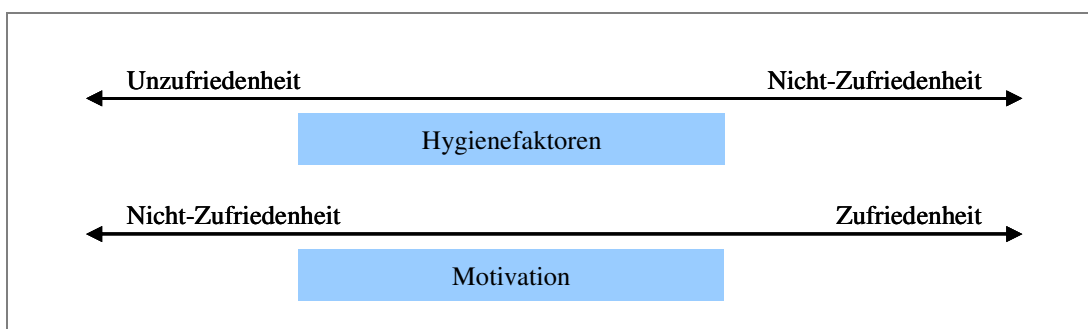 Unzufriedenheit Nicht-Zufriedenheit
Hygienefaktoren
Nicht-Zufriedenheit Zufriedenheit
Motivation